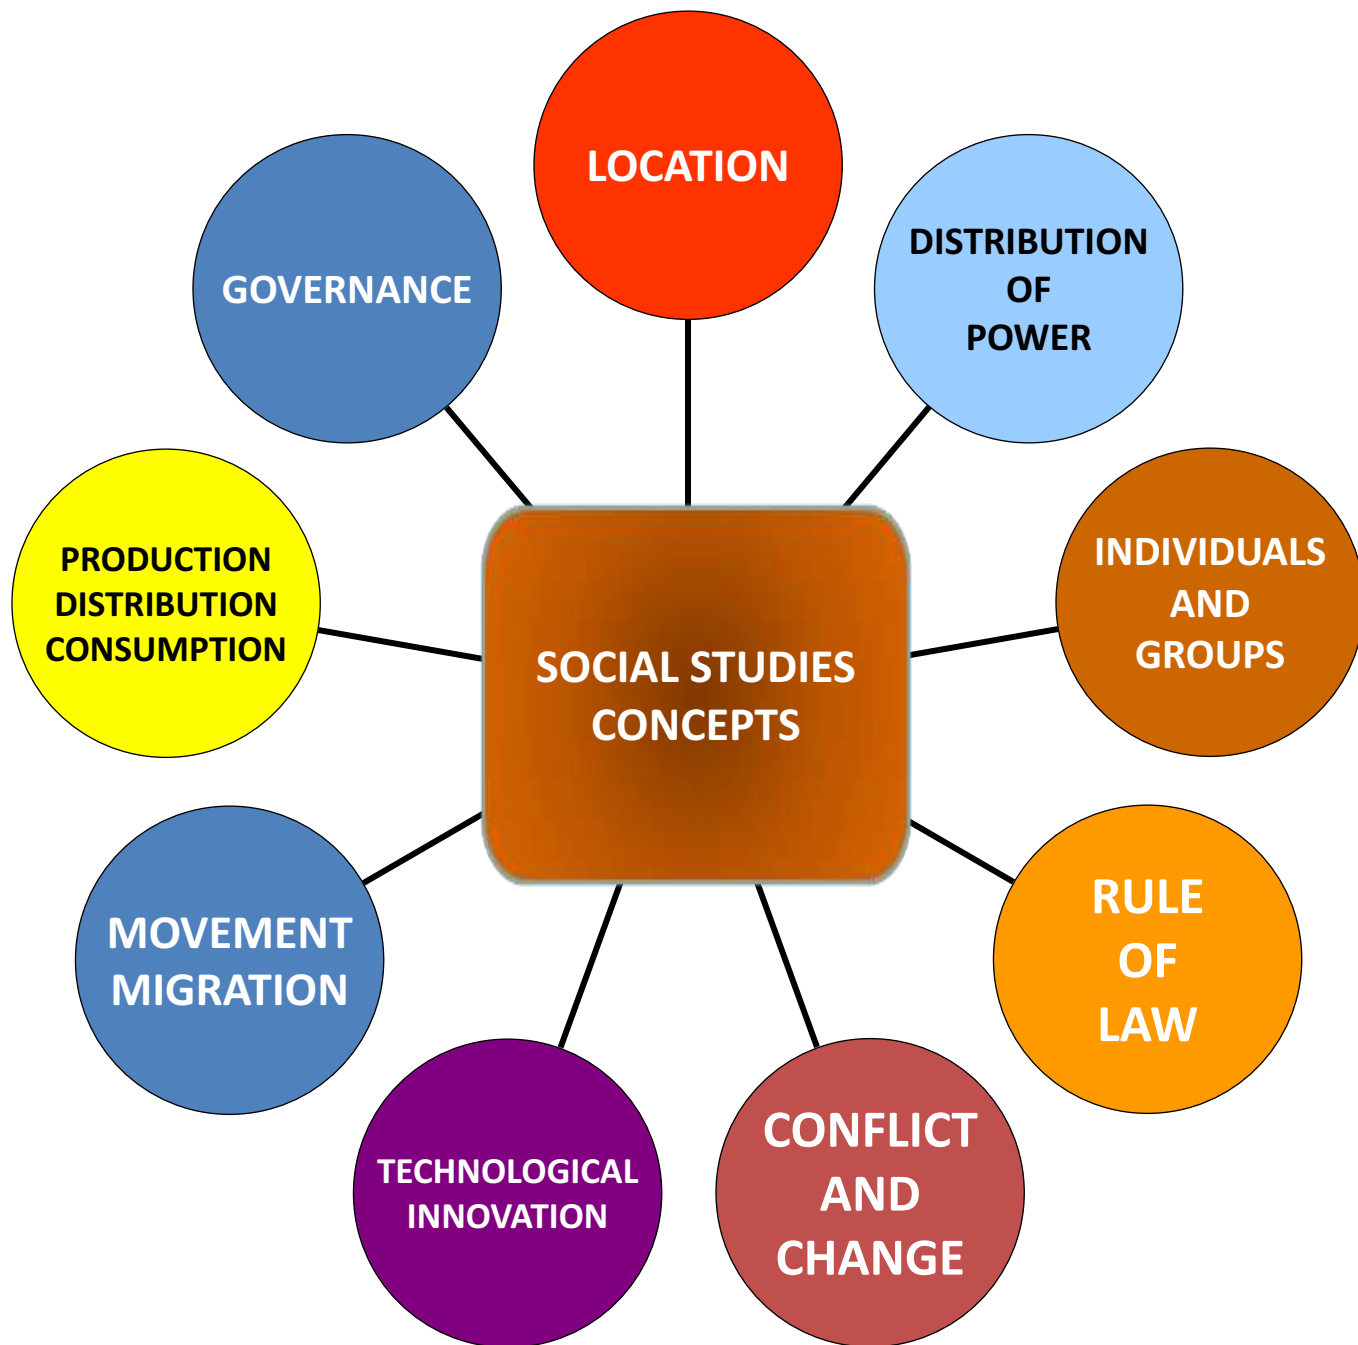 LOCATION
DISTRIBUTION
OF
POWER
INDIVIDUALS
AND
GROUPS
RULE
OF
LAW
CONFLICT
AND
CHANGE
TECHNOLOGICAL
INNOVATION
MOVEMENT
MIGRATION
PRODUCTION
DISTRIBUTION
CONSUMPTION
GOVERNANCE
SOCIAL STUDIES
CONCEPTS